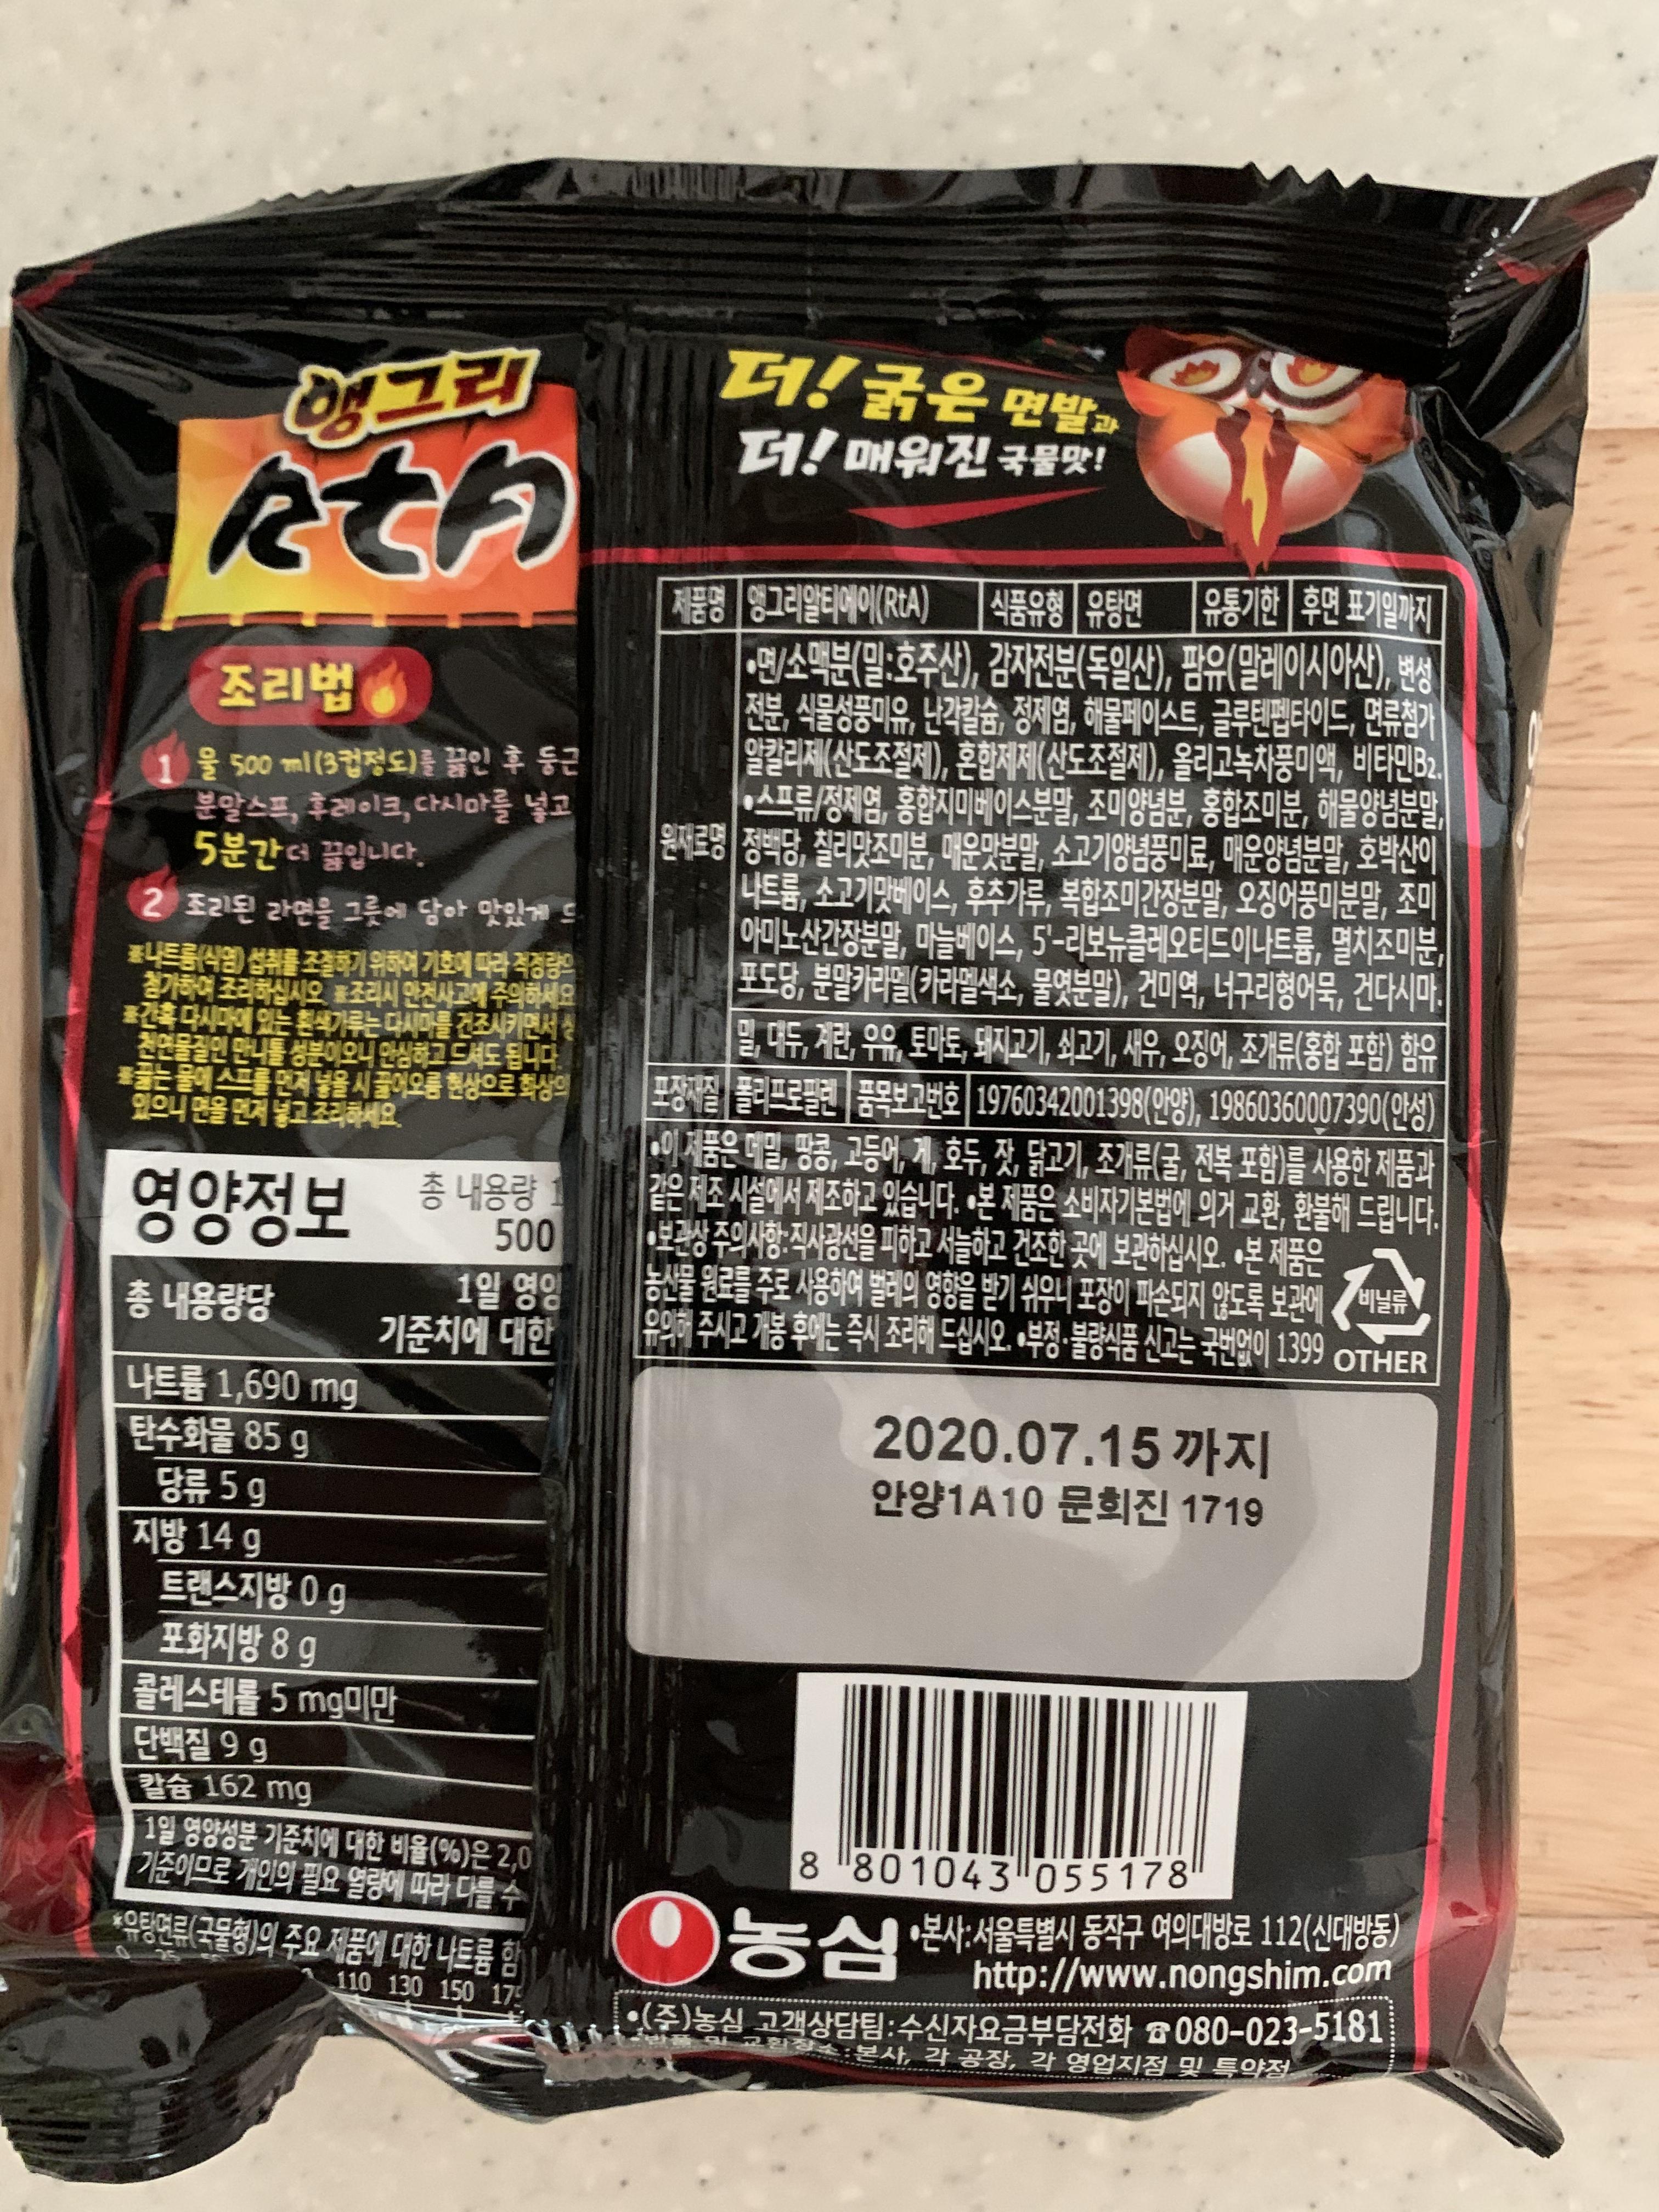 앵그리
RtA
조리법
1 물 500 ml(3컵정도)를 끓인 후 둥근
분말스프, 후레이크, 다시마를 넣고
5분간 더 끓입니다.
2 조리된 라면을 그릇에 담아 맛있게 드
※나트륨(식염) 섭취를 조절하기 위하여 기호에 따라 적정량의
첨가하여 조리하십시오. ※조리시 안전사고에 주의하세요
※간혹 다시마에 있는 흰색가루는 다시마를 건조시키면서 생
천연물질인 만니톨 성분이오니 안심하고 드셔도 됩니다.
※끓는 물에 스프를 먼저 넣을 시 끓어오름 현상으로 화상의
있으니 면을 먼저 넣고 조리하세요.
영양정보 총 내용량 1
500
총 내용량당 1일 영양
기준치에 대한
나트륨 1,690 mg
탄수화물 85 g
당류 5 g
지방 14 g
트랜스지방 0 g
포화지방 8 g
콜레스테롤 5 mg미만
단백질 9 g
칼슘 162 mg
1일 영양성분 기준치에 대한 비율(%)은 2,0
기준이므로 개인의 필요 열량에 따라 다를 수
*유탕면류(국물형)의 주요 제품에 대한 나트륨 함
110 130 150 175
더! 굵은 면발과
더! 매워진 국물맛!
제품명 앵그리알티에이(RtA) 식품유형 유탕면 유통기한 후면 표기일까지
원재료명
•면/소맥분(밀:호주산), 감자전분(독일산), 팜유(말레이시아산), 변성
전분, 식물성풍미유, 난각칼슘, 정제염, 해물페이스트, 글루텐펩타이드, 면류첨가
알칼리제(산도조절제), 혼합제제(산도조절제), 올리고녹차풍미액, 비타민B₂.
•스프류/정제염, 홍합지미베이스분말, 조미양념분, 홍합조미분, 해물양념분말,
정백당, 칠리맛조미분, 매운맛분말, 소고기양념풍미료, 매운양념분말, 호박산이
나트륨, 소고기맛베이스, 후추가루, 복합조미간장분말, 오징어풍미분말, 조미
아미노산간장분말, 마늘베이스, 5'-리보뉴클레오티드이나트륨, 멸치조미분,
포도당, 분말카라멜(카라멜색소, 물엿분말), 건미역, 너구리형어묵, 건다시마.
밀, 대두, 계란, 우유, 토마토, 돼지고기, 쇠고기, 새우, 오징어, 조개류(홍합 포함) 함유
포장재질 폴리프로필렌 품목보고번호 19760342001398(안양), 19860360007390(안성)
•이 제품은 메밀, 땅콩, 고등어, 게, 호두, 잣, 닭고기, 조개류(굴, 전복 포함)를 사용한 제품과
같은 제조 시설에서 제조하고 있습니다. •본 제품은 소비자기본법에 의거 교환, 환불해 드립니다.
•보관상 주의사항:직사광선을 피하고 서늘하고 건조한 곳에 보관하십시오. •본 제품은
농산물 원료를 주로 사용하여 벌레의 영향을 받기 쉬우니 포장이 파손되지 않도록 보관에
유의해 주시고 개봉 후에는 즉시 조리해 드십시오. •부정·불량식품 신고는 국번없이 1399
비닐류
OTHER
2020.07.15 까지
안양1A10 문희진 1719
8 801043 055178
농심
•본사:서울특별시 동작구 여의대방로 112(신대방동)
http://www.nongshim.com
•(주)농심 고객상담팀:수신자요금부담전화 ☎080-023-5181
및 교환장소:본사, 각 공장, 각 영업지점 및 특약점